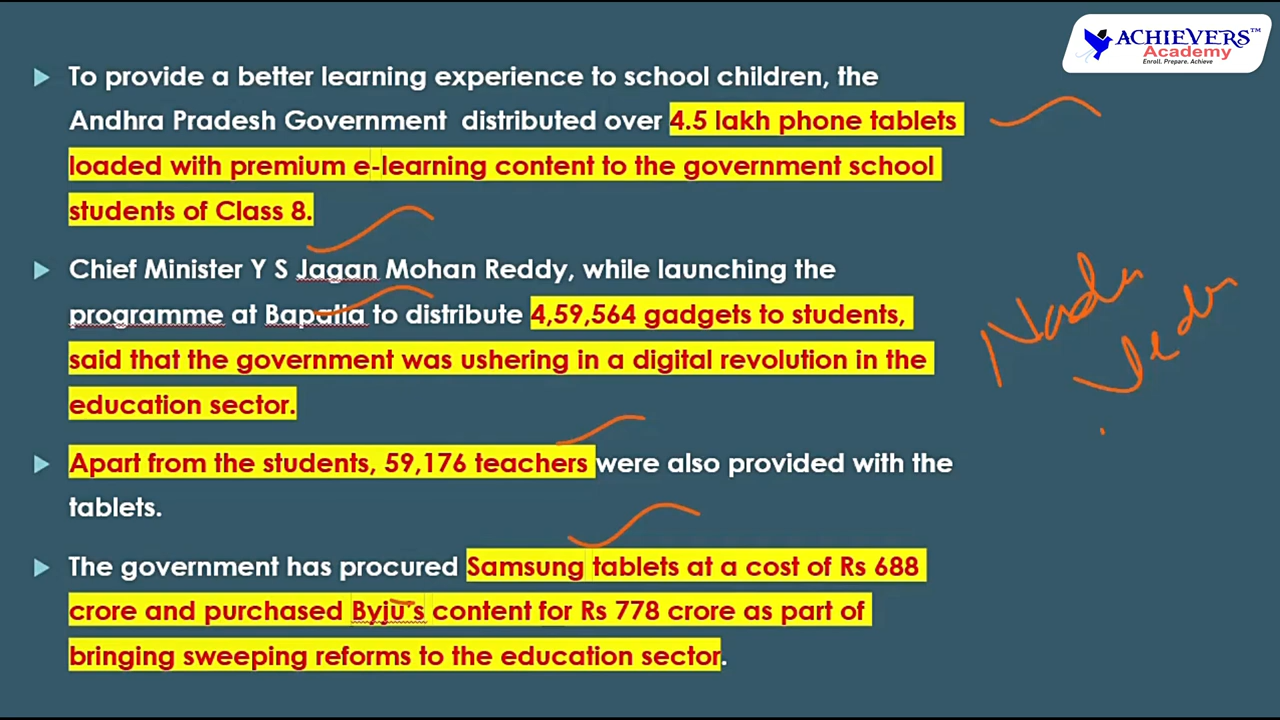 ACHIEVERS™
Academy
Enroll. Prepare. Achieve
To provide a better learning experience to school children, the
Andhra Pradesh Government distributed over 4.5 lakh phone tablets
loaded with premium e-learning content to the government school
students of Class 8.
Chief Minister Y S Jagan Mohan Reddy, while launching the
programme at Bapatla to distribute 4,59,564 gadgets to students,
said that the government was ushering in a digital revolution in the
education sector.
Apart from the students, 59,176 teachers were also provided with the
tablets.
The government has procured Samsung tablets at a cost of Rs 688
crore and purchased Byju's content for Rs 778 crore as part of
bringing sweeping reforms to the education sector.
Nadu